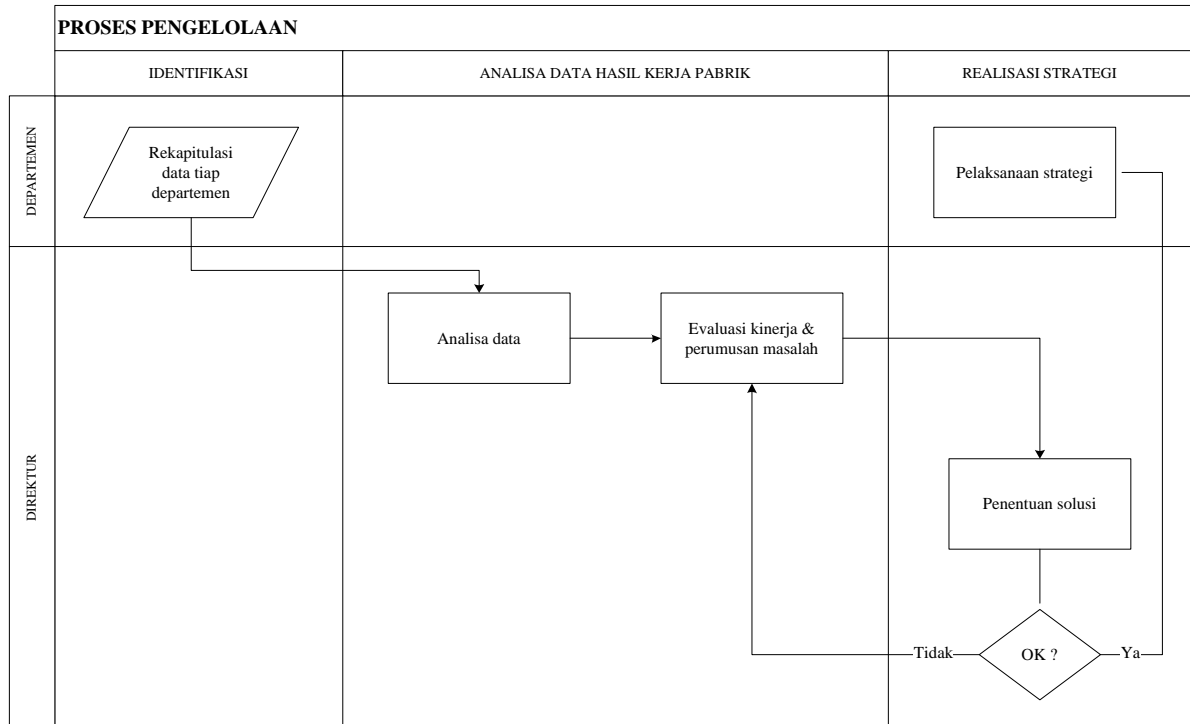 PROSES PENGELOLAAN
IDENTIFIKASI
ANALISA DATA HASIL KERJA PABRIK
REALISASI STRATEGI
DEPARTEMEN
Rekapitulasi
data tiap
departemen
Pelaksanaan strategi
DIREKTUR
Analisa data
Evaluasi kinerja &
perumusan masalah
Penentuan solusi
Tidak
OK ?
Ya